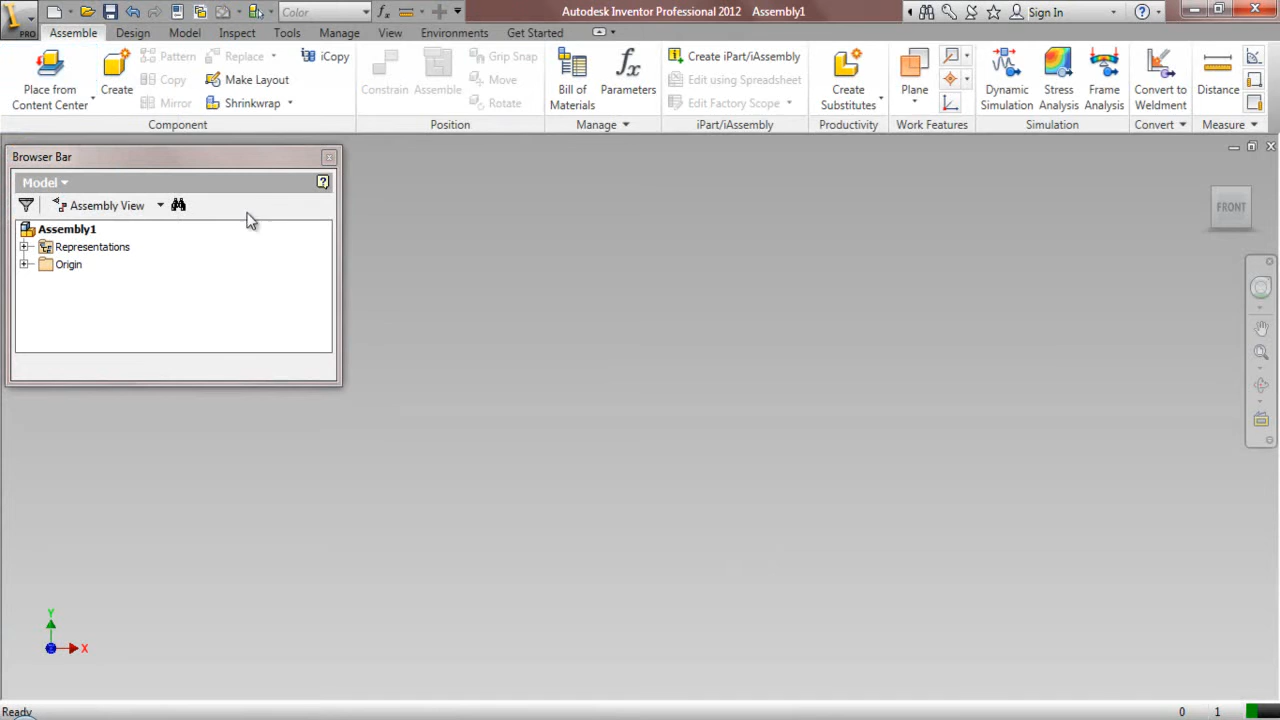 PRO
Color
Autodesk Inventor Professional 2012 Assembly1
Sign In
Assemble Design Model Inspect Tools Manage View Environments Get Started
Place from
Content Center
Create
Pattern
Copy
Mirror
Replace
Make Layout
Shrinkwrap
iCopy
Component
Constrain
Assemble
Grip Snap
Move
Rotate
Position
Bill of
Materials
Parameters
Manage
Create iPart/iAssembly
Edit using Spreadsheet
Edit Factory Scope
iPart/iAssembly
Create
Substitutes
Productivity
Plane
Work Features
Dynamic
Simulation
Stress
Analysis
Frame
Analysis
Simulation
Convert to
Weldment
Convert
Distance
Measure
Browser Bar
Model
Assembly View
Assembly1
Representations
Origin
FRONT
Y
X
Ready
0 1